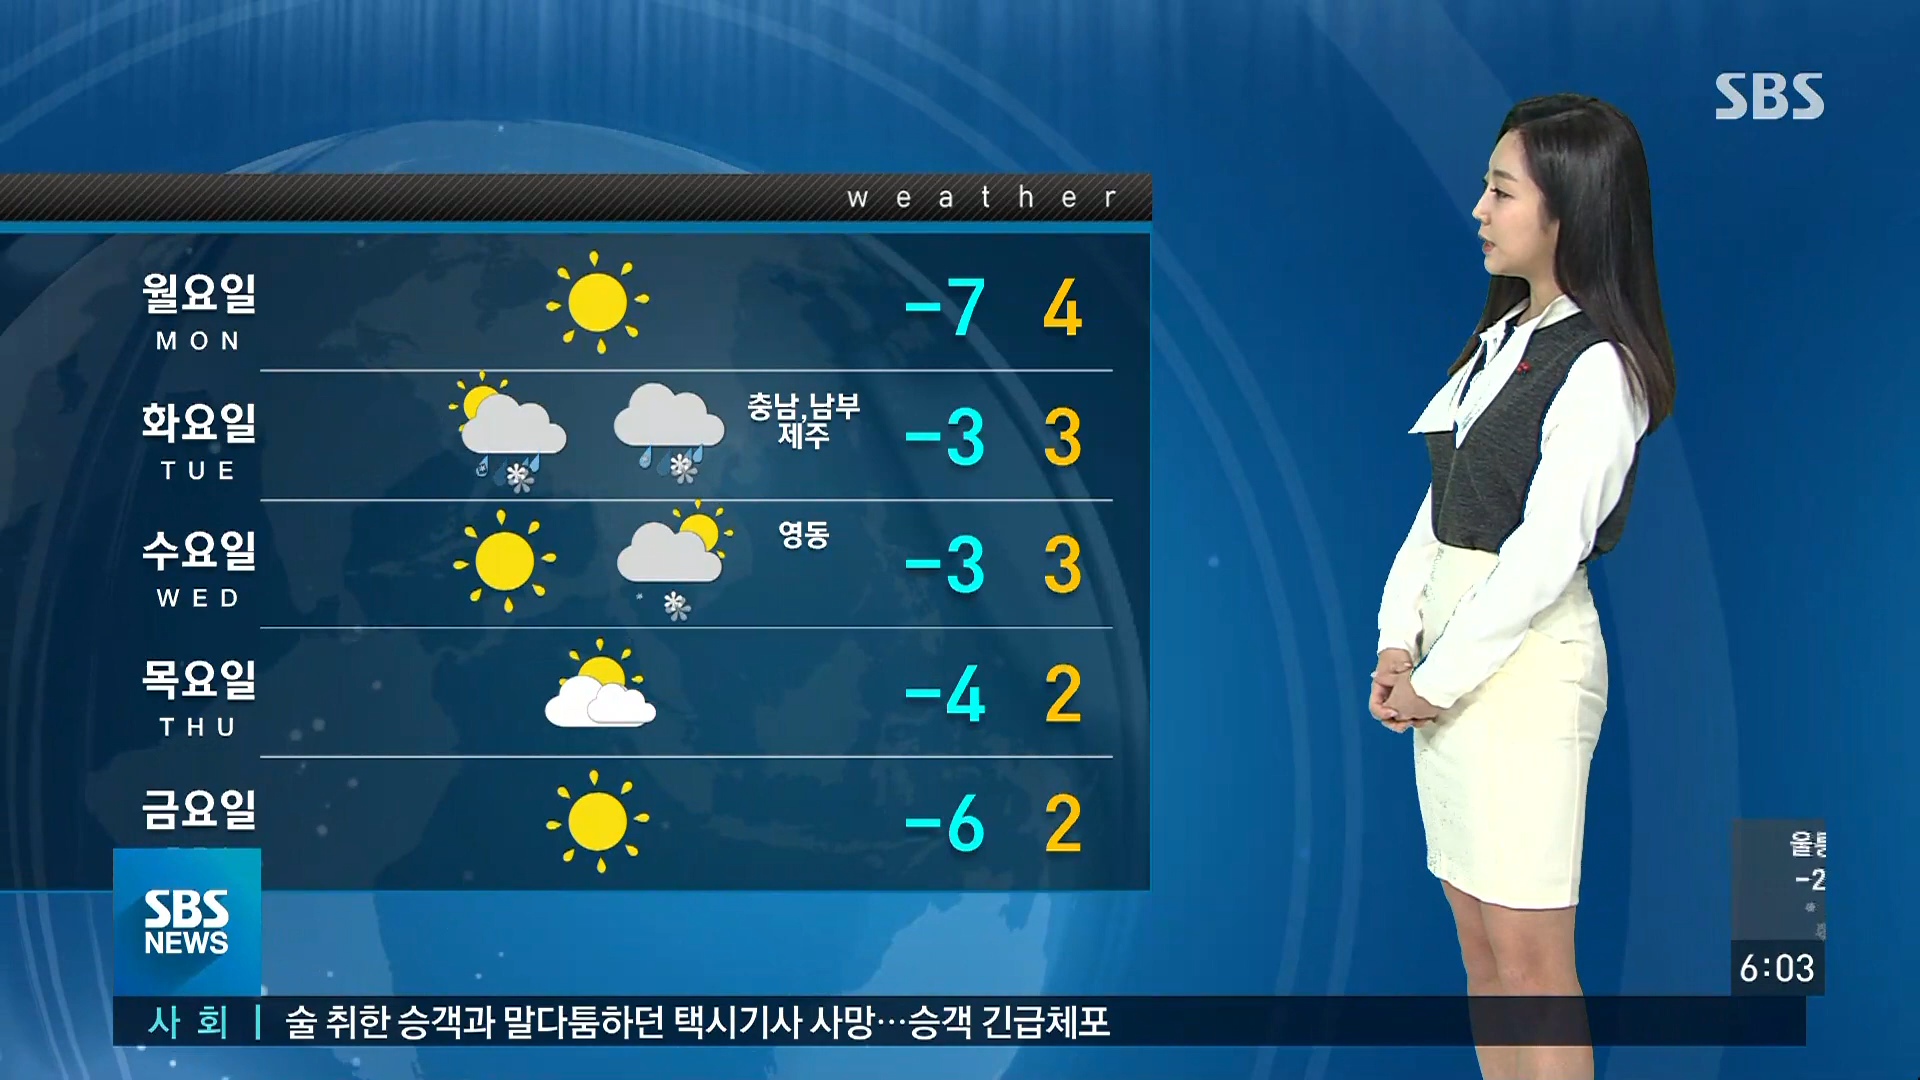 SBS
weather
월요일
MON
-7 4
화요일
TUE
충남,남부
제주
-3 3
수요일
WED
영동
-3 3
목요일
THU
-4 2
금요일
-6 2
SBS
NEWS
-2
6:03
사회 | 술 취한 승객과 말다툼하던 택시기사 사망…승객 긴급체포